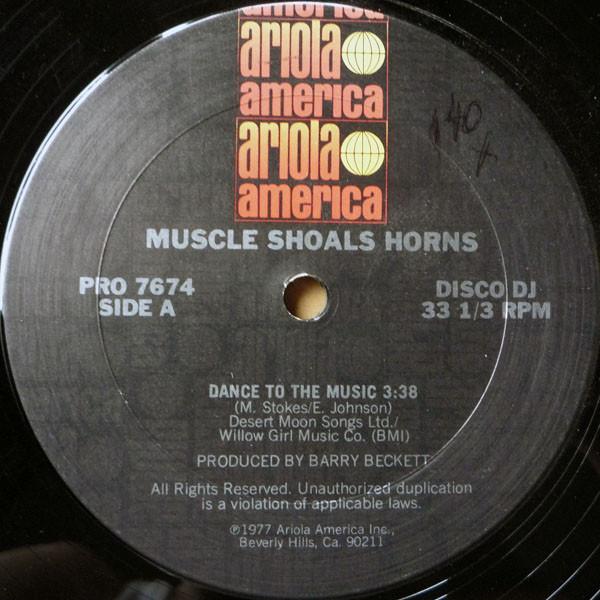 america
ariola
america
ariola
america
MUSCLE SHOALS HORNS
PRO 7674
SIDE A
DISCO DJ
33 1/3 RPM
DANCE TO THE MUSIC 3:38
(M. Stokes/E. Johnson)
Desert Moon Songs Ltd./
Willow Girl Music Co. (BMI)
PRODUCED BY BARRY BECKETT
All Rights Reserved. Unauthorized duplication
is a violation of applicable laws.
℗1977 Ariola America Inc.,
Beverly Hills, Ca. 90211